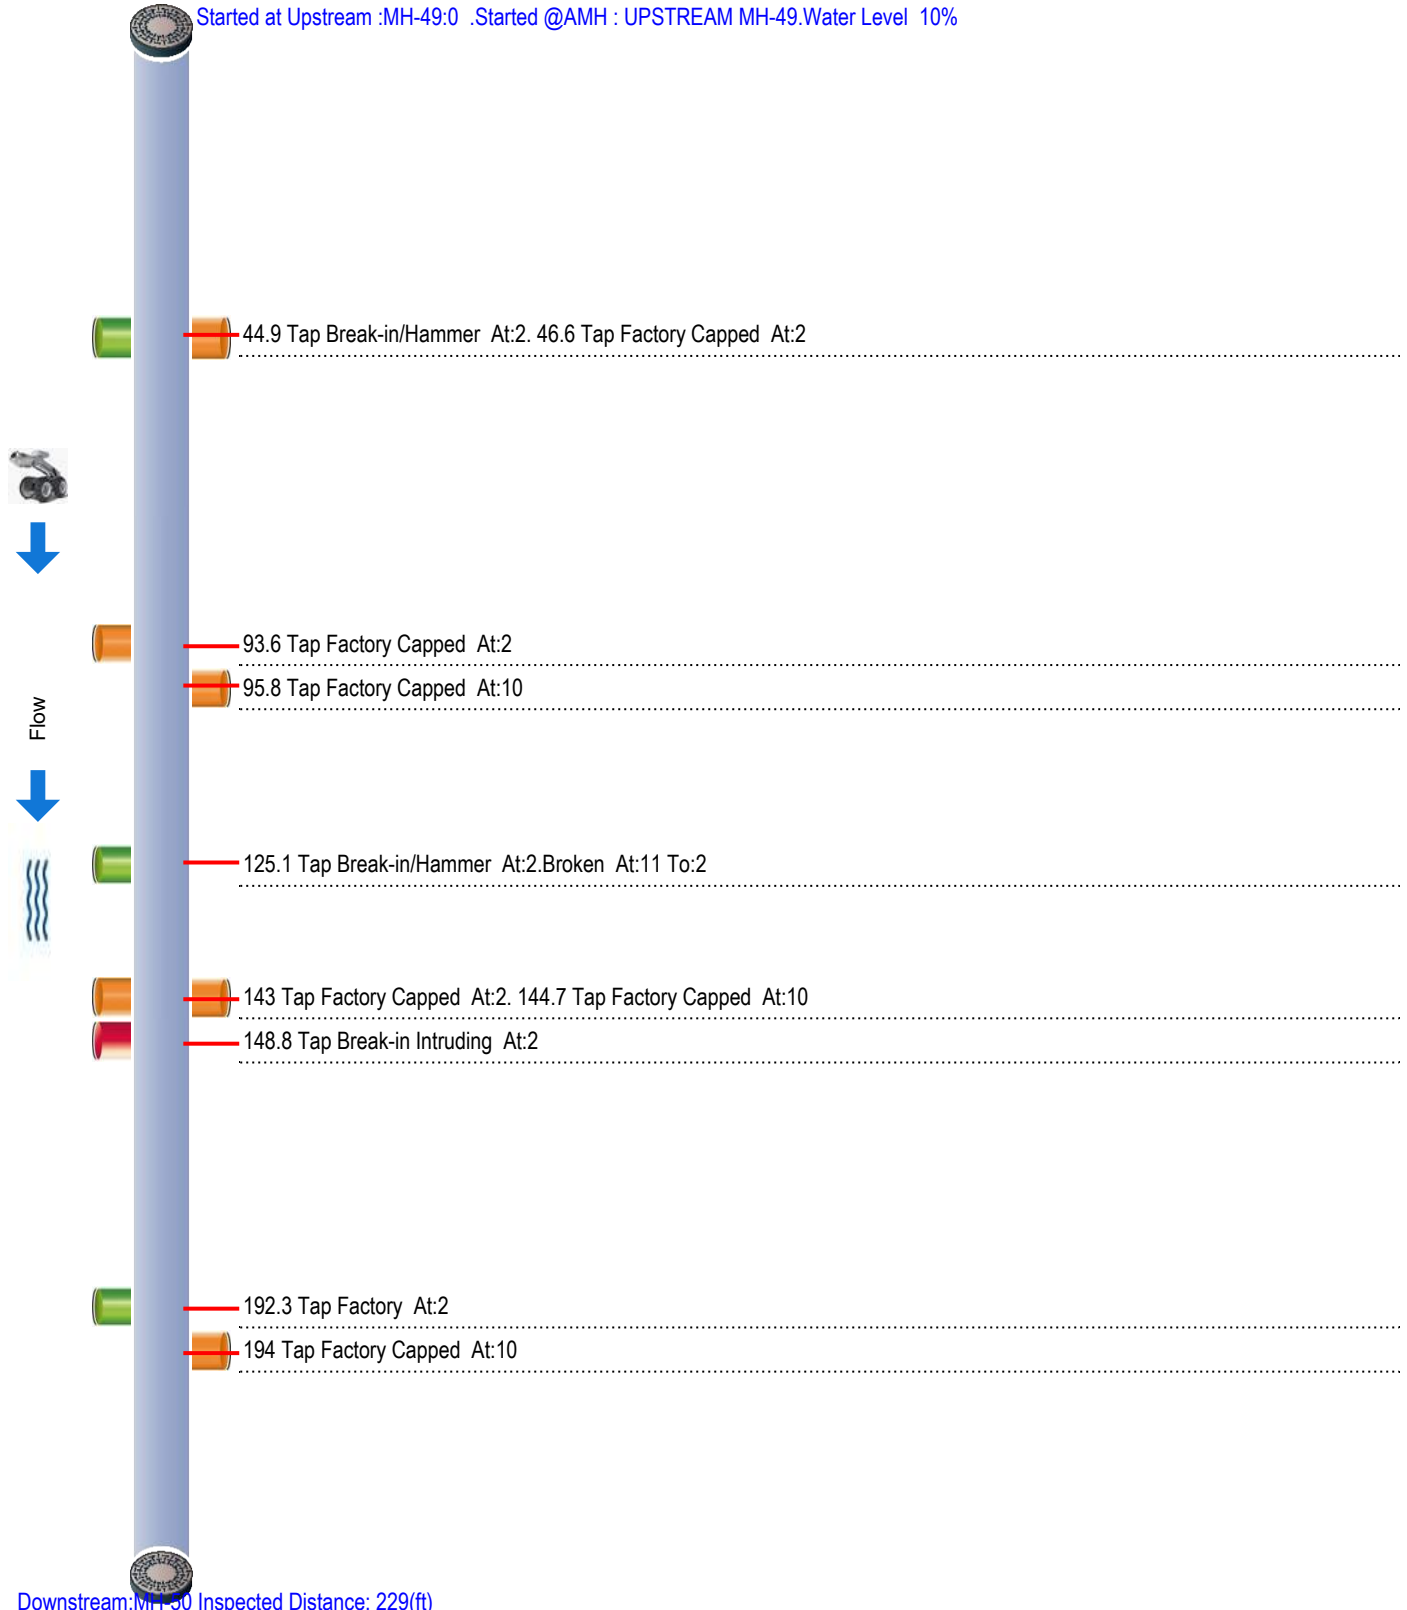 Started at Upstream :MH-49:0  .Started @AMH : UPSTREAM MH-49.Water Level  10%
44.9 Tap Break-in/Hammer  At:2. 46.6 Tap Factory Capped  At:2
93.6 Tap Factory Capped  At:2
95.8 Tap Factory Capped  At:10
Flow
125.1 Tap Break-in/Hammer  At:2.Broken  At:11 To:2
143 Tap Factory Capped  At:2. 144.7 Tap Factory Capped  At:10
148.8 Tap Break-in Intruding  At:2
192.3 Tap Factory  At:2
194 Tap Factory Capped  At:10
Downstream:MH-50 Inspected Distance: 229(ft)